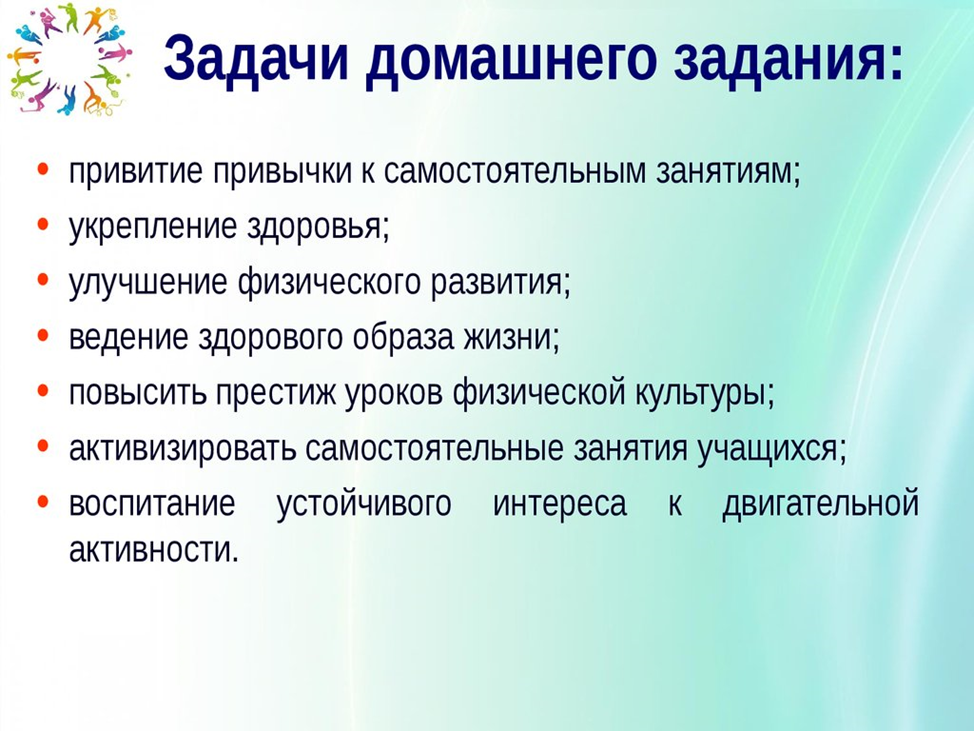 Задачи домашнего задания:
• привитие привычки к самостоятельным занятиям;
• укрепление здоровья;
• улучшение физического развития;
• ведение здорового образа жизни;
• повысить престиж уроков физической культуры;
• активизировать самостоятельные занятия учащихся;
• воспитание устойчивого интереса к двигательной
активности.